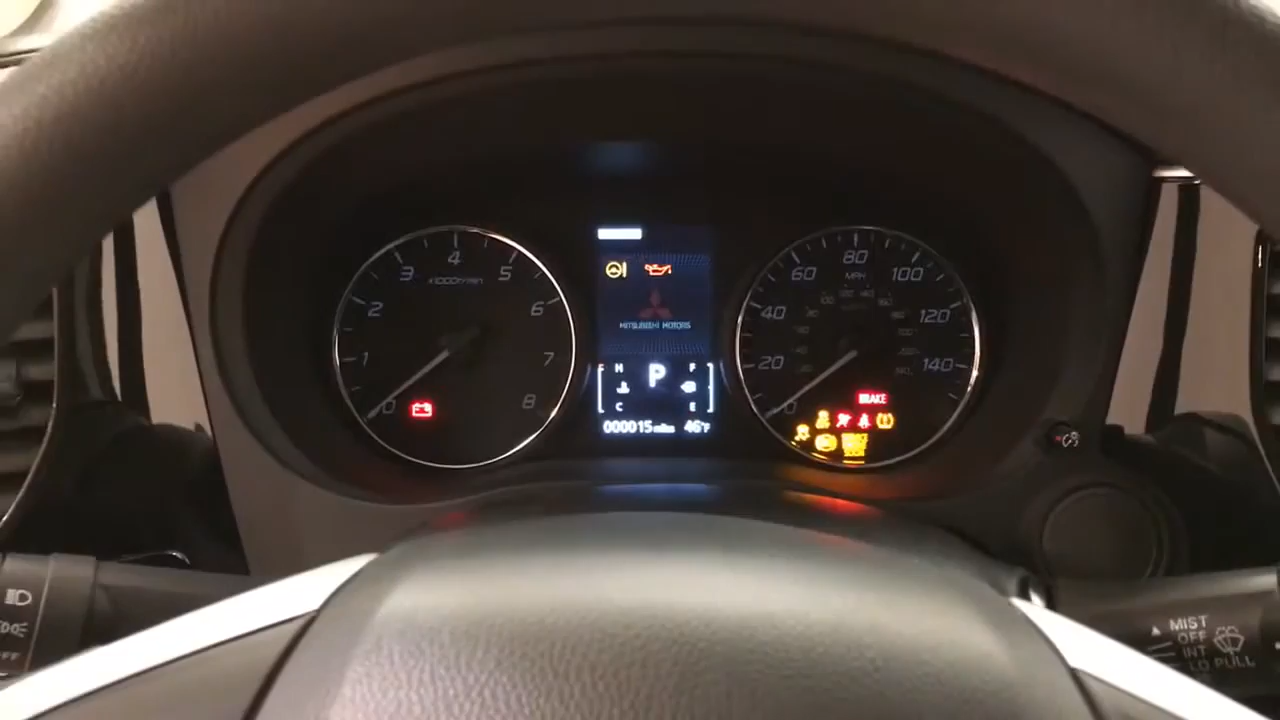 4
3 5
x1000r/min
2 6
1 7
0 8
MITSUBISHI MOTORS
H F
P
C E
000015 miles 46°F
80
60 100
MPH
40 120
20 140
0
BRAKE
MIST
OFF
INT
LO PULL